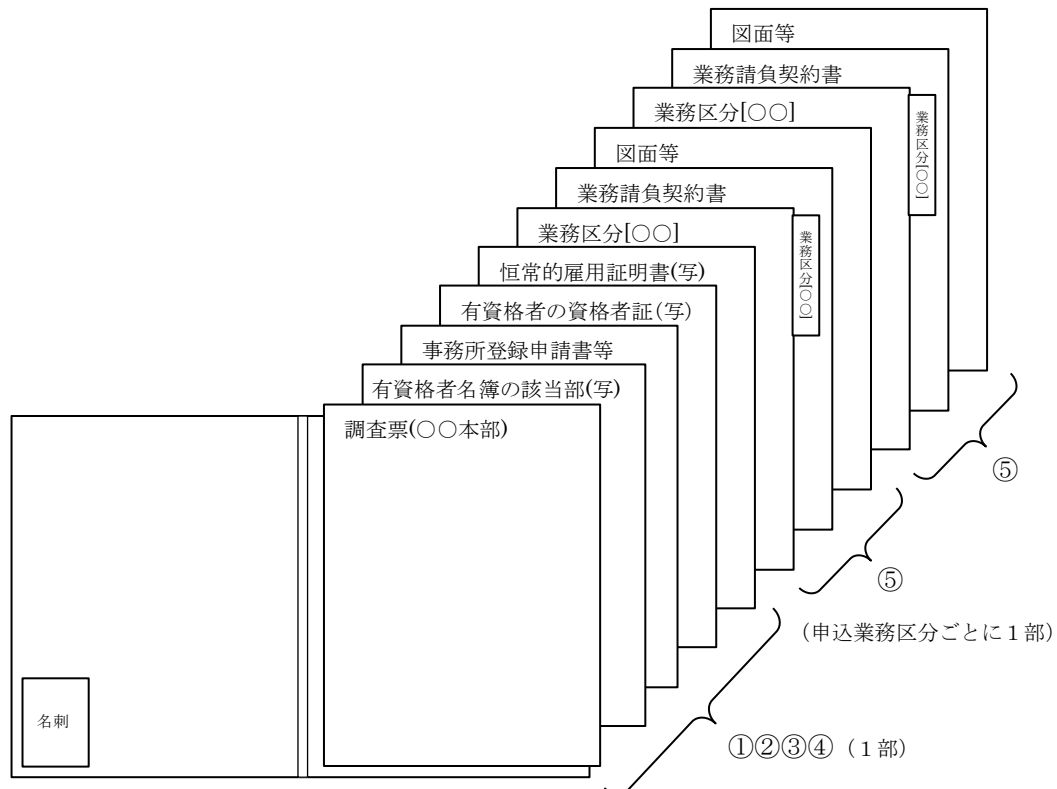 図面等
業務請負契約書
業務区分[○○]
業務区分[○○]
図面等
業務請負契約書
業務区分[○○]
業務区分[○○]
恒常的雇用証明書(写)
有資格者の資格者証(写)
事務所登録申請書等
有資格者名簿の該当部(写)
調査票(○○本部)
⑤
⑤
(申込業務区分ごとに１部)
名刺
①②③④（１部）